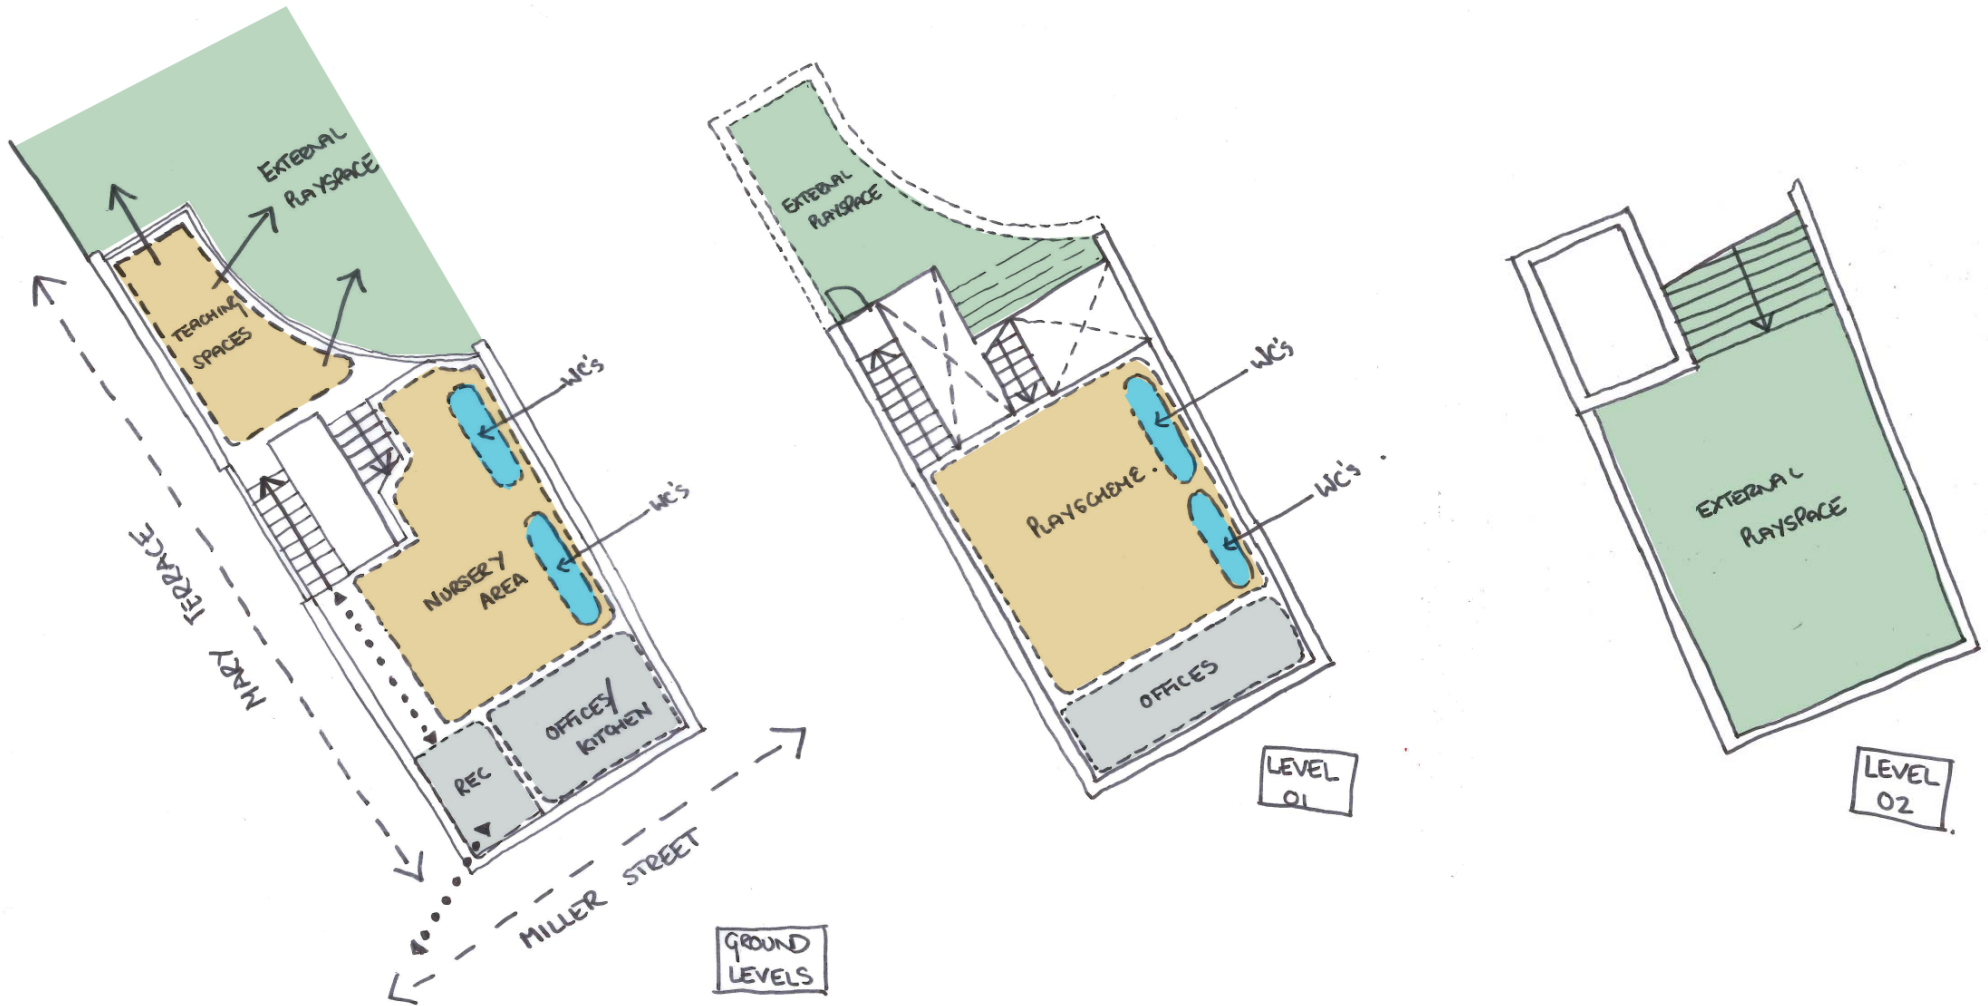 EXTERNAL
PLAYSPACE
TEACHING
SPACES
WC's
WC's
NURSERY
AREA
OFFICES/
KITCHEN
REC
MARY TERRACE
MILLER STREET
GROUND
LEVELS
EXTERNAL
PLAYSPACE
WC's
WC's
PLAYSCHEME.
OFFICES
LEVEL
01
EXTERNAL
PLAYSPACE
LEVEL
02